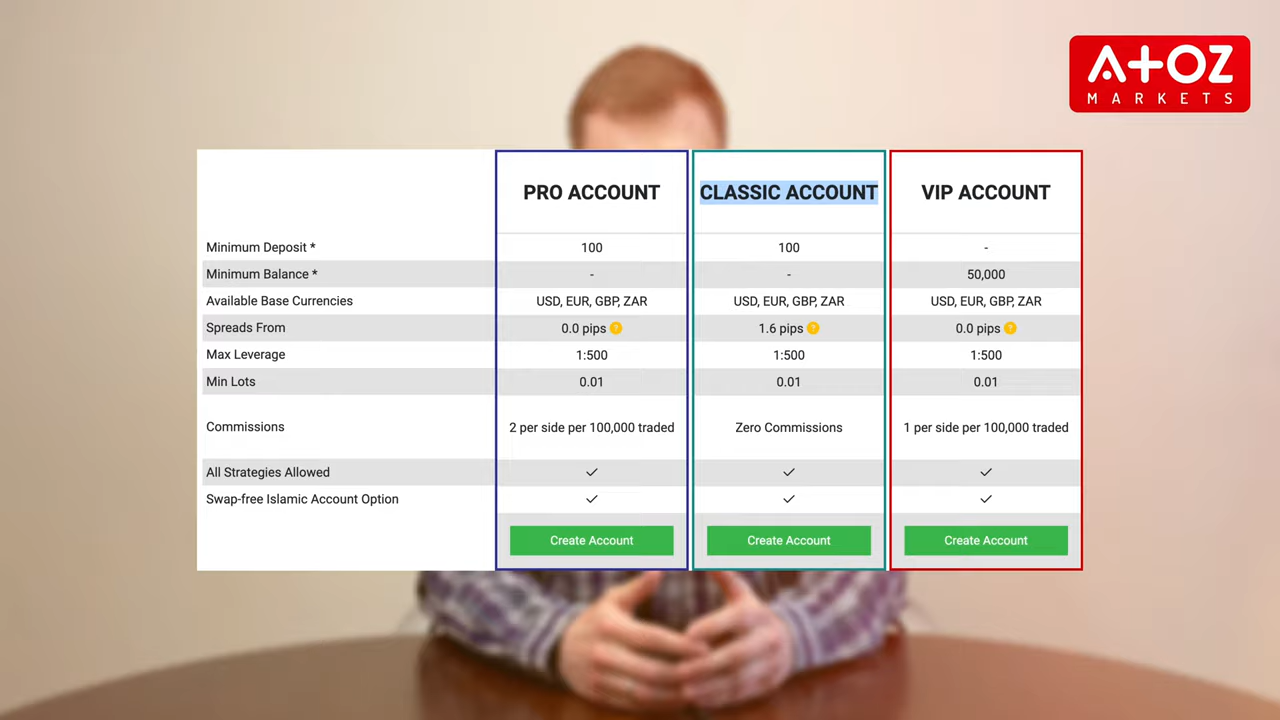 ATOZ
MARKETS
PRO ACCOUNT CLASSIC ACCOUNT VIP ACCOUNT
Minimum Deposit * 100 100 -
Minimum Balance * - - 50,000
Available Base Currencies USD, EUR, GBP, ZAR USD, EUR, GBP, ZAR USD, EUR, GBP, ZAR
Spreads From 0.0 pips ? 1.6 pips ? 0.0 pips ?
Max Leverage 1:500 1:500 1:500
Min Lots 0.01 0.01 0.01
Commissions 2 per side per 100,000 traded Zero Commissions 1 per side per 100,000 traded
All Strategies Allowed ✓ ✓ ✓
Swap-free Islamic Account Option ✓ ✓ ✓
Create Account Create Account Create Account